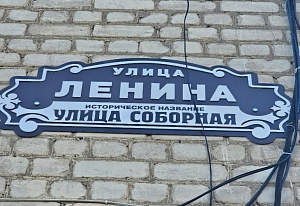 УЛИЦА
ЛЕНИНА
ИСТОРИЧЕСКОЕ НАЗВАНИЕ
УЛИЦА СОБОРНАЯ